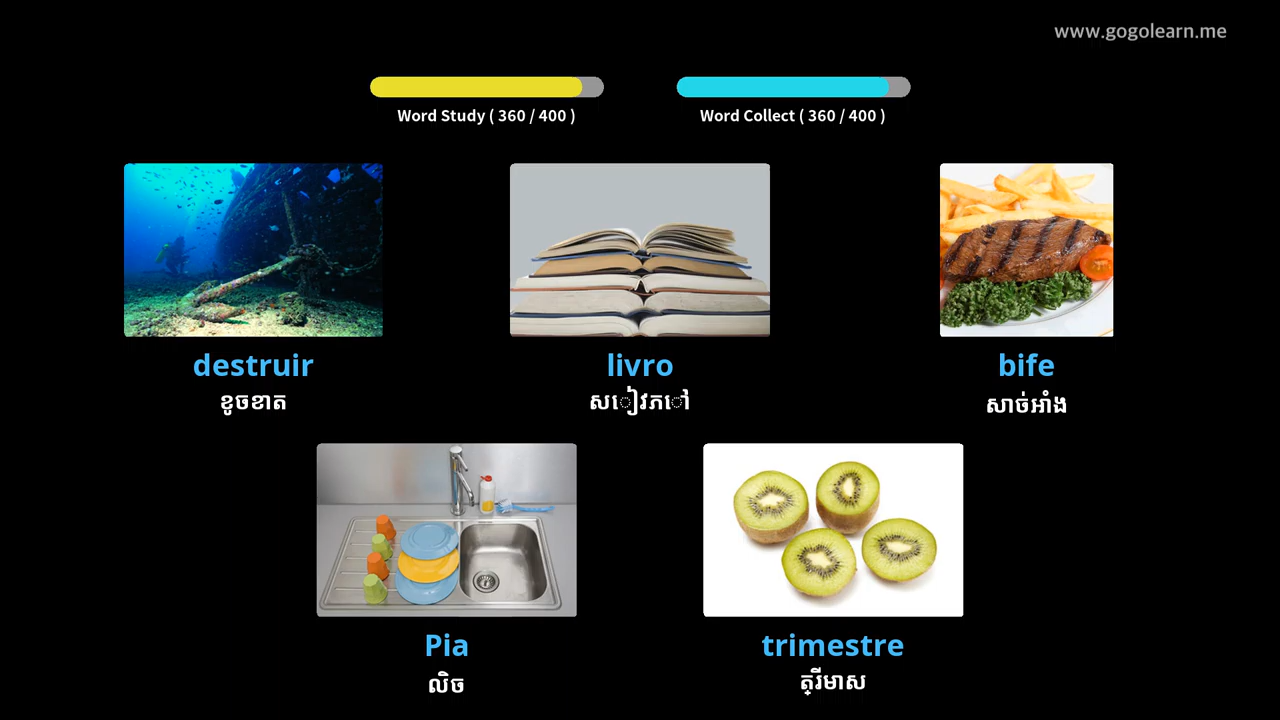 www.gogolearn.me
Word Study ( 360 / 400 )
Word Collect ( 360 / 400 )
destruir
ខូចខាត
livro
សៀវភៅ
bife
សាច់អាំង
Pia
លិច
trimestre
ត្រីមាស